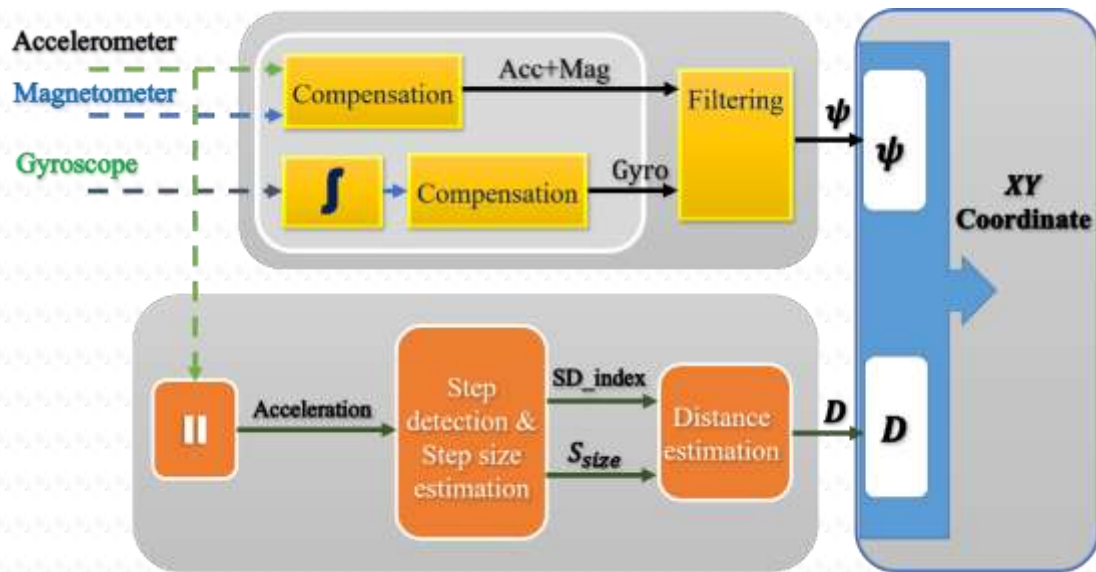 Accelerometer
Magnetometer
Gyroscope
Compensation
Acc+Mag
∫
Compensation
Gyro
Filtering
ψ
ψ
XY
Coordinate
||
Acceleration
Step
detection &
Step size
estimation
SD_index
S_size
Distance
estimation
D
D